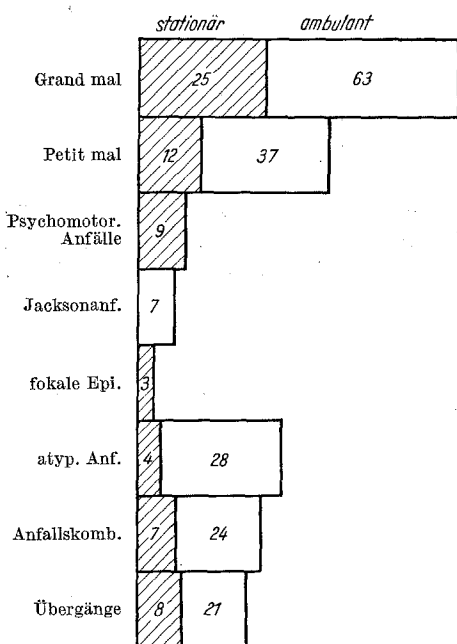 stationär ambulant
Grand mal 25 63
Petit mal 12 37
Psychomotor.
Anfälle 9
Jacksonanf. 7
fokale Epi. 3
atyp. Anf. 4 28
Anfallskomb. 7 24
Übergänge 8 21